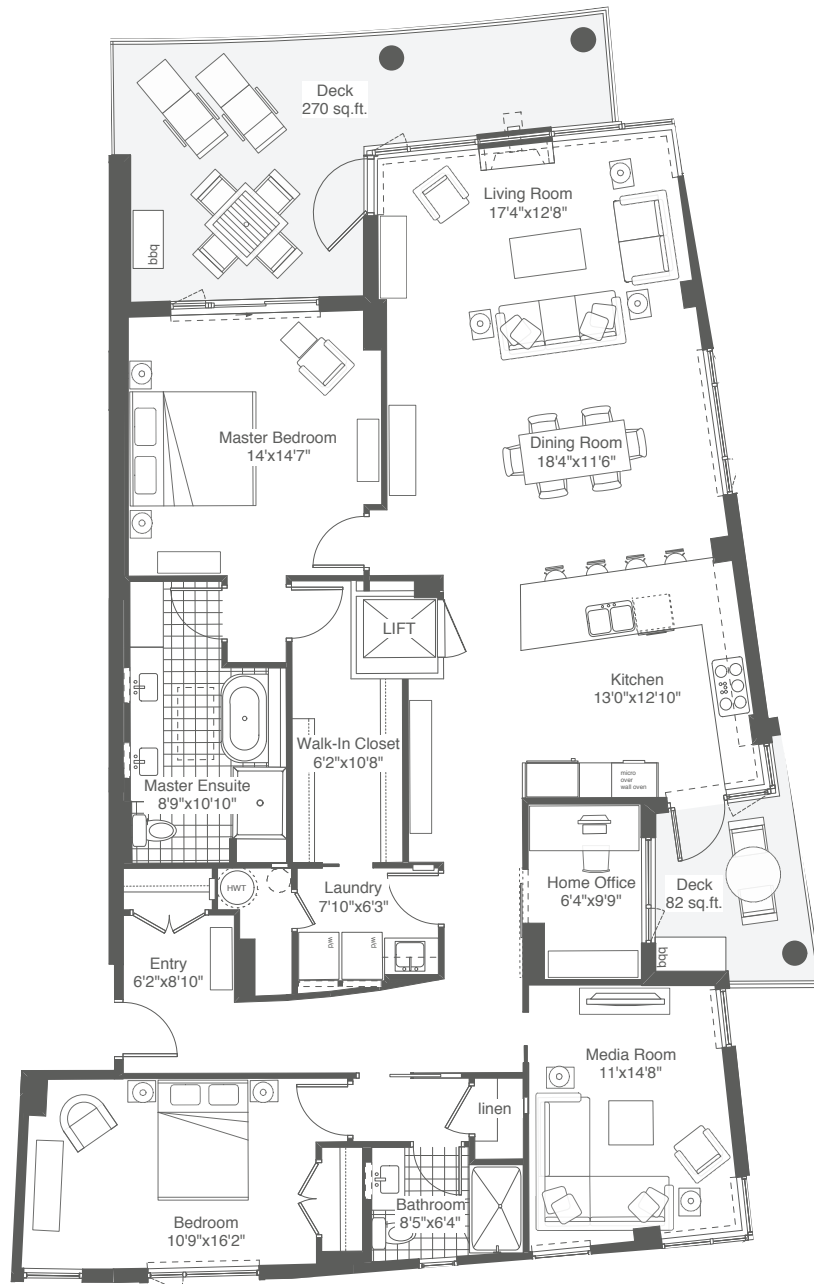 Deck
270 sq.ft.
bbq
Living Room
17'4"x12'8"
Master Bedroom
14'x14'7"
Dining Room
18'4"x11'6"
LIFT
Kitchen
13'0"x12'10"
micro
over
wall oven
Walk-In Closet
6'2"x10'8"
Master Ensuite
8'9"x10'10"
HWT
Laundry
7'10"x6'3"
w/d
w/d
Home Office
6'4"x9'9"
Deck
82 sq.ft.
bbq
Entry
6'2"x8'10"
Media Room
11'x14'8"
linen
Bathroom
8'5"x6'4"
Bedroom
10'9"x16'2"